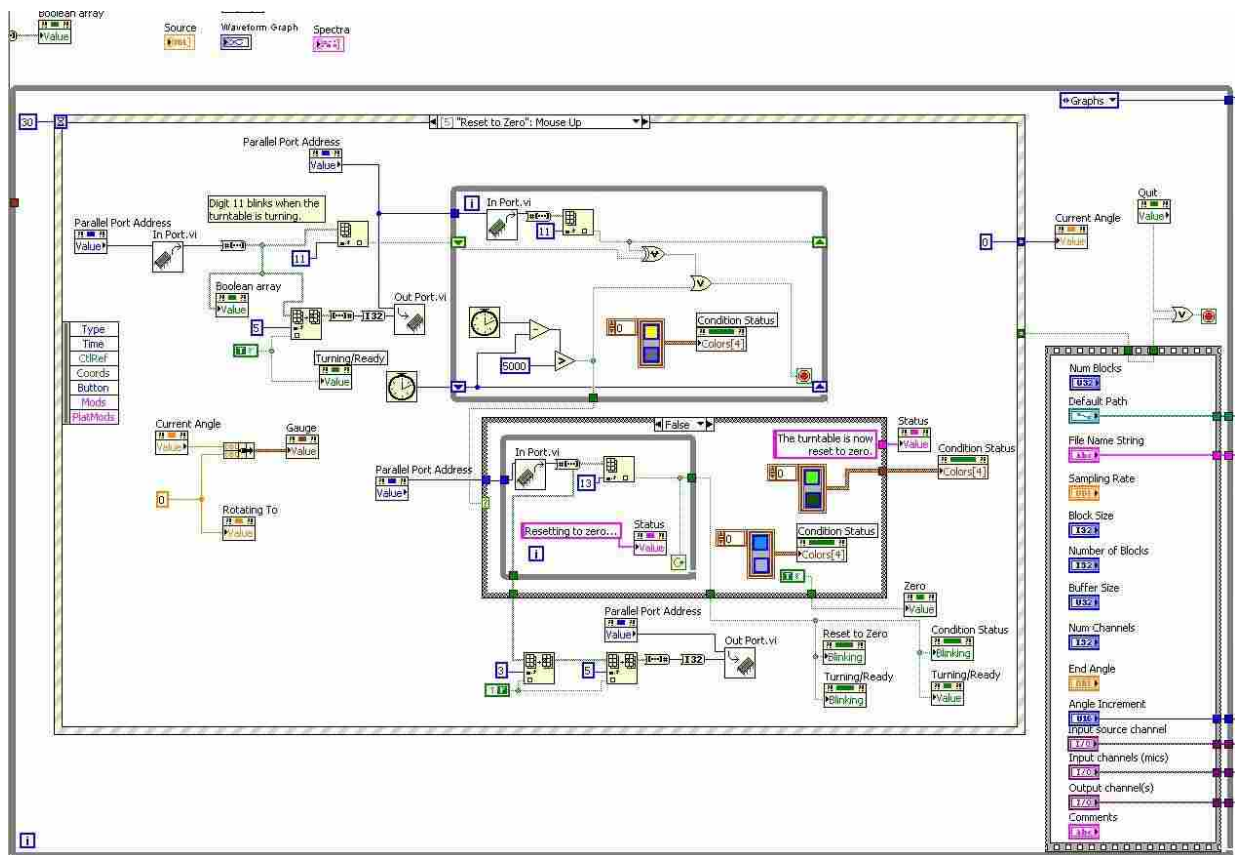 Boolean array
Value
Source
Waveform Graph
Spectra
Graphs
30
[5] "Reset to Zero": Mouse Up
Parallel Port Address
Value
Digit 11 blinks when the
turntable is turning.
Parallel Port Address
Value
In Port.vi
11
Boolean array
Value
5
Out Port.vi
I32
T
Turning/Ready
Value
i
In Port.vi
11
5000
0
Condition Status
Colors[4]
0
Current Angle
Value
Quit
Value
Type
Time
CtlRef
Coords
Button
Mods
PlatMods
Current Angle
Value
Gauge
Value
0
Rotating To
Value
False
Parallel Port Address
Value
In Port.vi
13
Resetting to zero...
Status
Value
i
The turntable is now
reset to zero.
Status
Value
0
Condition Status
Colors[4]
0
Condition Status
Colors[4]
T
Zero
Value
Parallel Port Address
Value
Out Port.vi
3
5
I32
F
Reset to Zero
Blinking
Condition Status
Blinking
Turning/Ready
Blinking
Turning/Ready
Value
Num Blocks
U32
Default Path
File Name String
abc
Sampling Rate
DBL
Block Size
I32
Number of Blocks
I32
Buffer Size
U32
Num Channels
I32
End Angle
DBL
Angle Increment
U16
Input source channel
I/O
Input channels (mics)
I/O
Output channel(s)
I/O
Comments
abc
i